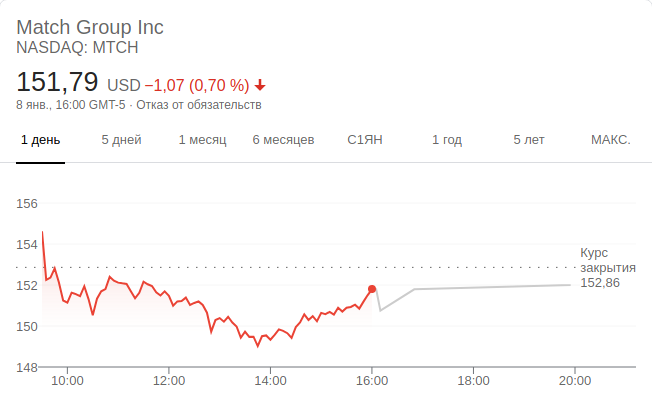 Match Group Inc
NASDAQ: MTCH
151,79 USD −1,07 (0,70 %)
8 янв., 16:00 GMT-5 · Отказ от обязательств
1 день 5 дней 1 месяц 6 месяцев С1ЯН 1 год 5 лет МАКС.
156
154
152
150
148
Курс
закрытия
152,86
10:00 12:00 14:00 16:00 18:00 20:00